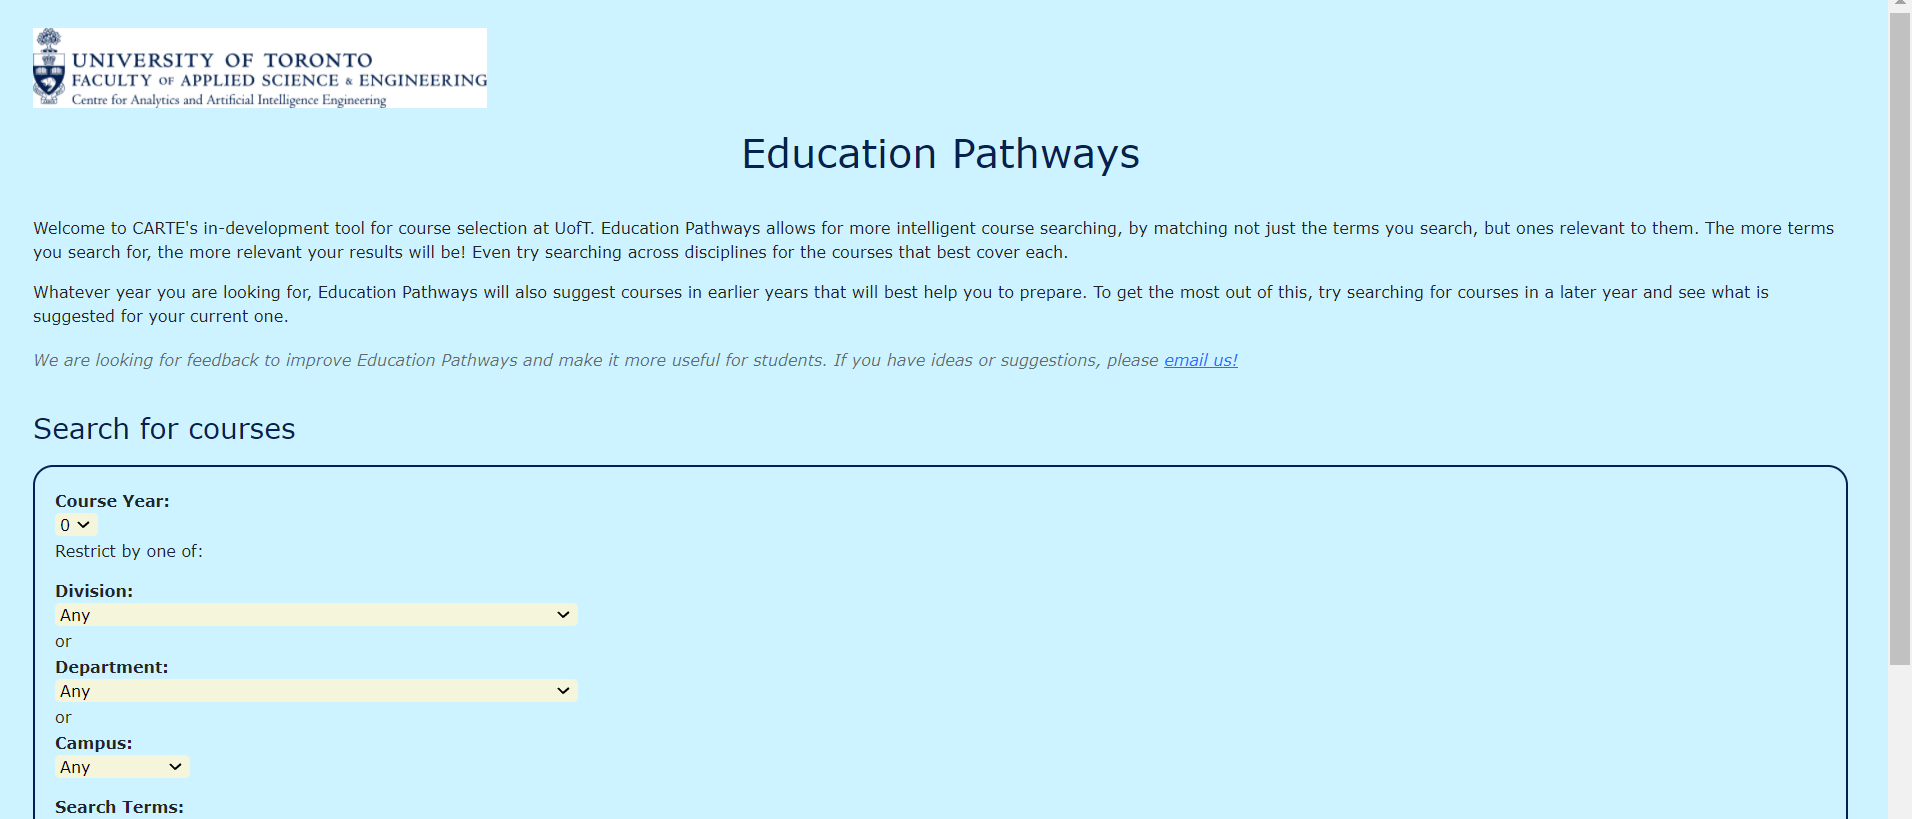 UNIVERSITY OF TORONTO
FACULTY OF APPLIED SCIENCE & ENGINEERING
Centre for Analytics and Artificial Intelligence Engineering
Education Pathways
Welcome to CARTE's in-development tool for course selection at UofT. Education Pathways allows for more intelligent course searching, by matching not just the terms you search, but ones relevant to them. The more terms
you search for, the more relevant your results will be! Even try searching across disciplines for the courses that best cover each.
Whatever year you are looking for, Education Pathways will also suggest courses in earlier years that will best help you to prepare. To get the most out of this, try searching for courses in a later year and see what is
suggested for your current one.
We are looking for feedback to improve Education Pathways and make it more useful for students. If you have ideas or suggestions, please email us!
Search for courses
Course Year:
0
Restrict by one of:
Division:
Any
or
Department:
Any
or
Campus:
Any
Search Terms: